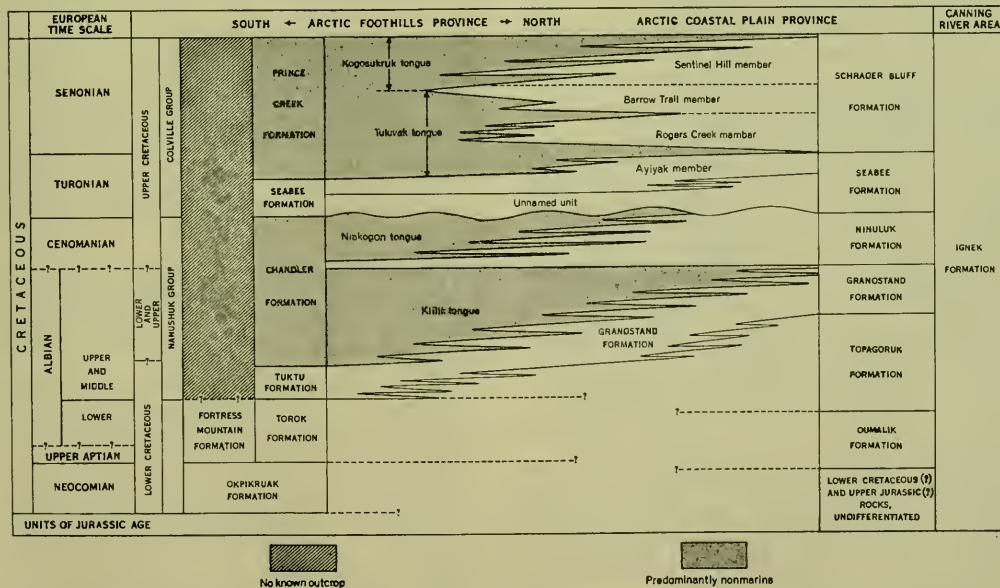 EUROPEAN
TIME SCALE
SOUTH ← ARCTIC FOOTHILLS PROVINCE → NORTH
ARCTIC COASTAL PLAIN PROVINCE
CANNING
RIVER AREA
CRETACEOUS
SENONIAN
TURONIAN
CENOMANIAN
ALBIAN
UPPER
AND
MIDDLE
LOWER
UPPER APTIAN
NEOCOMIAN
UNITS OF JURASSIC AGE
UPPER CRETACEOUS
LOWER
AND
UPPER
LOWER CRETACEOUS
COLVILLE GROUP
NANUSHUK GROUP
FORTRESS
MOUNTAIN
FORMATION
OKPIKRUAK
FORMATION
PRINCE
CREEK
FORMATION
SEABEE
FORMATION
CHANDLER
FORMATION
TUKTU
FORMATION
TOROK
FORMATION
Kogosukruk tongue
Sentinel Hill member
Barrow Trail member
Tuluvak tongue
Rogers Creek member
Ayiyak member
Unnamed unit
Niakogon tongue
Killik tongue
GRANDSTAND
FORMATION
SCHRADER BLUFF
FORMATION
SEABEE
FORMATION
NINULUK
FORMATION
GRANDSTAND
FORMATION
TOPAGORUK
FORMATION
OUMALIK
FORMATION
LOWER CRETACEOUS (?)
AND UPPER JURASSIC (?)
ROCKS,
UNDIFFERENTIATED
IGNEK
FORMATION
No known outcrop
Predominantly nonmarine